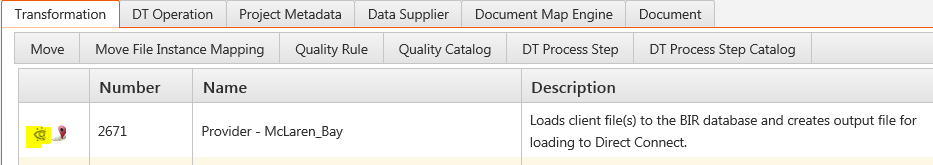 Transformation DT Operation Project Metadata Data Supplier Document Map Engine Document
Move Move File Instance Mapping Quality Rule Quality Catalog DT Process Step DT Process Step Catalog
Number Name Description
2671 Provider - McLaren_Bay Loads client file(s) to the BIR database and creates output file for
loading to Direct Connect.